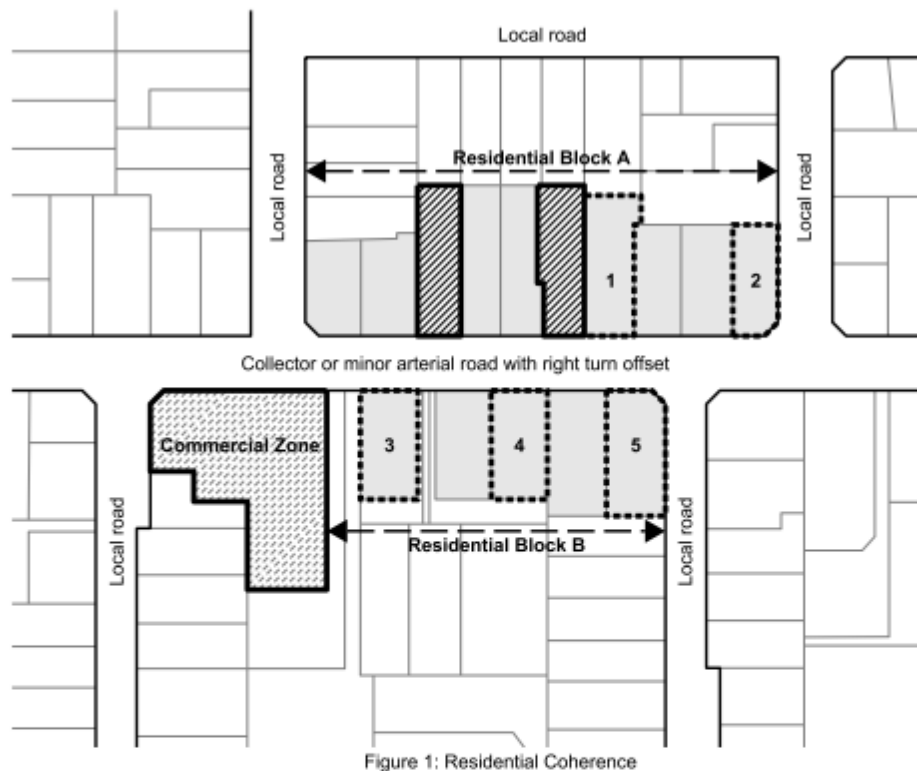 Local road
Residential Block A
Local road
Local road
1
2
Collector or minor arterial road with right turn offset
Commercial Zone
3
4
5
Residential Block B
Local road
Local road
Figure 1: Residential Coherence